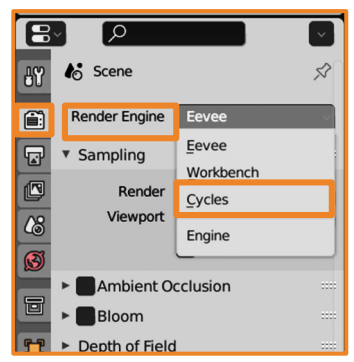 Scene
Render Engine
Eevee
Eevee
Sampling
Workbench
Render
Cycles
Viewport
Engine
Ambient Occlusion
Bloom
Depth of Field